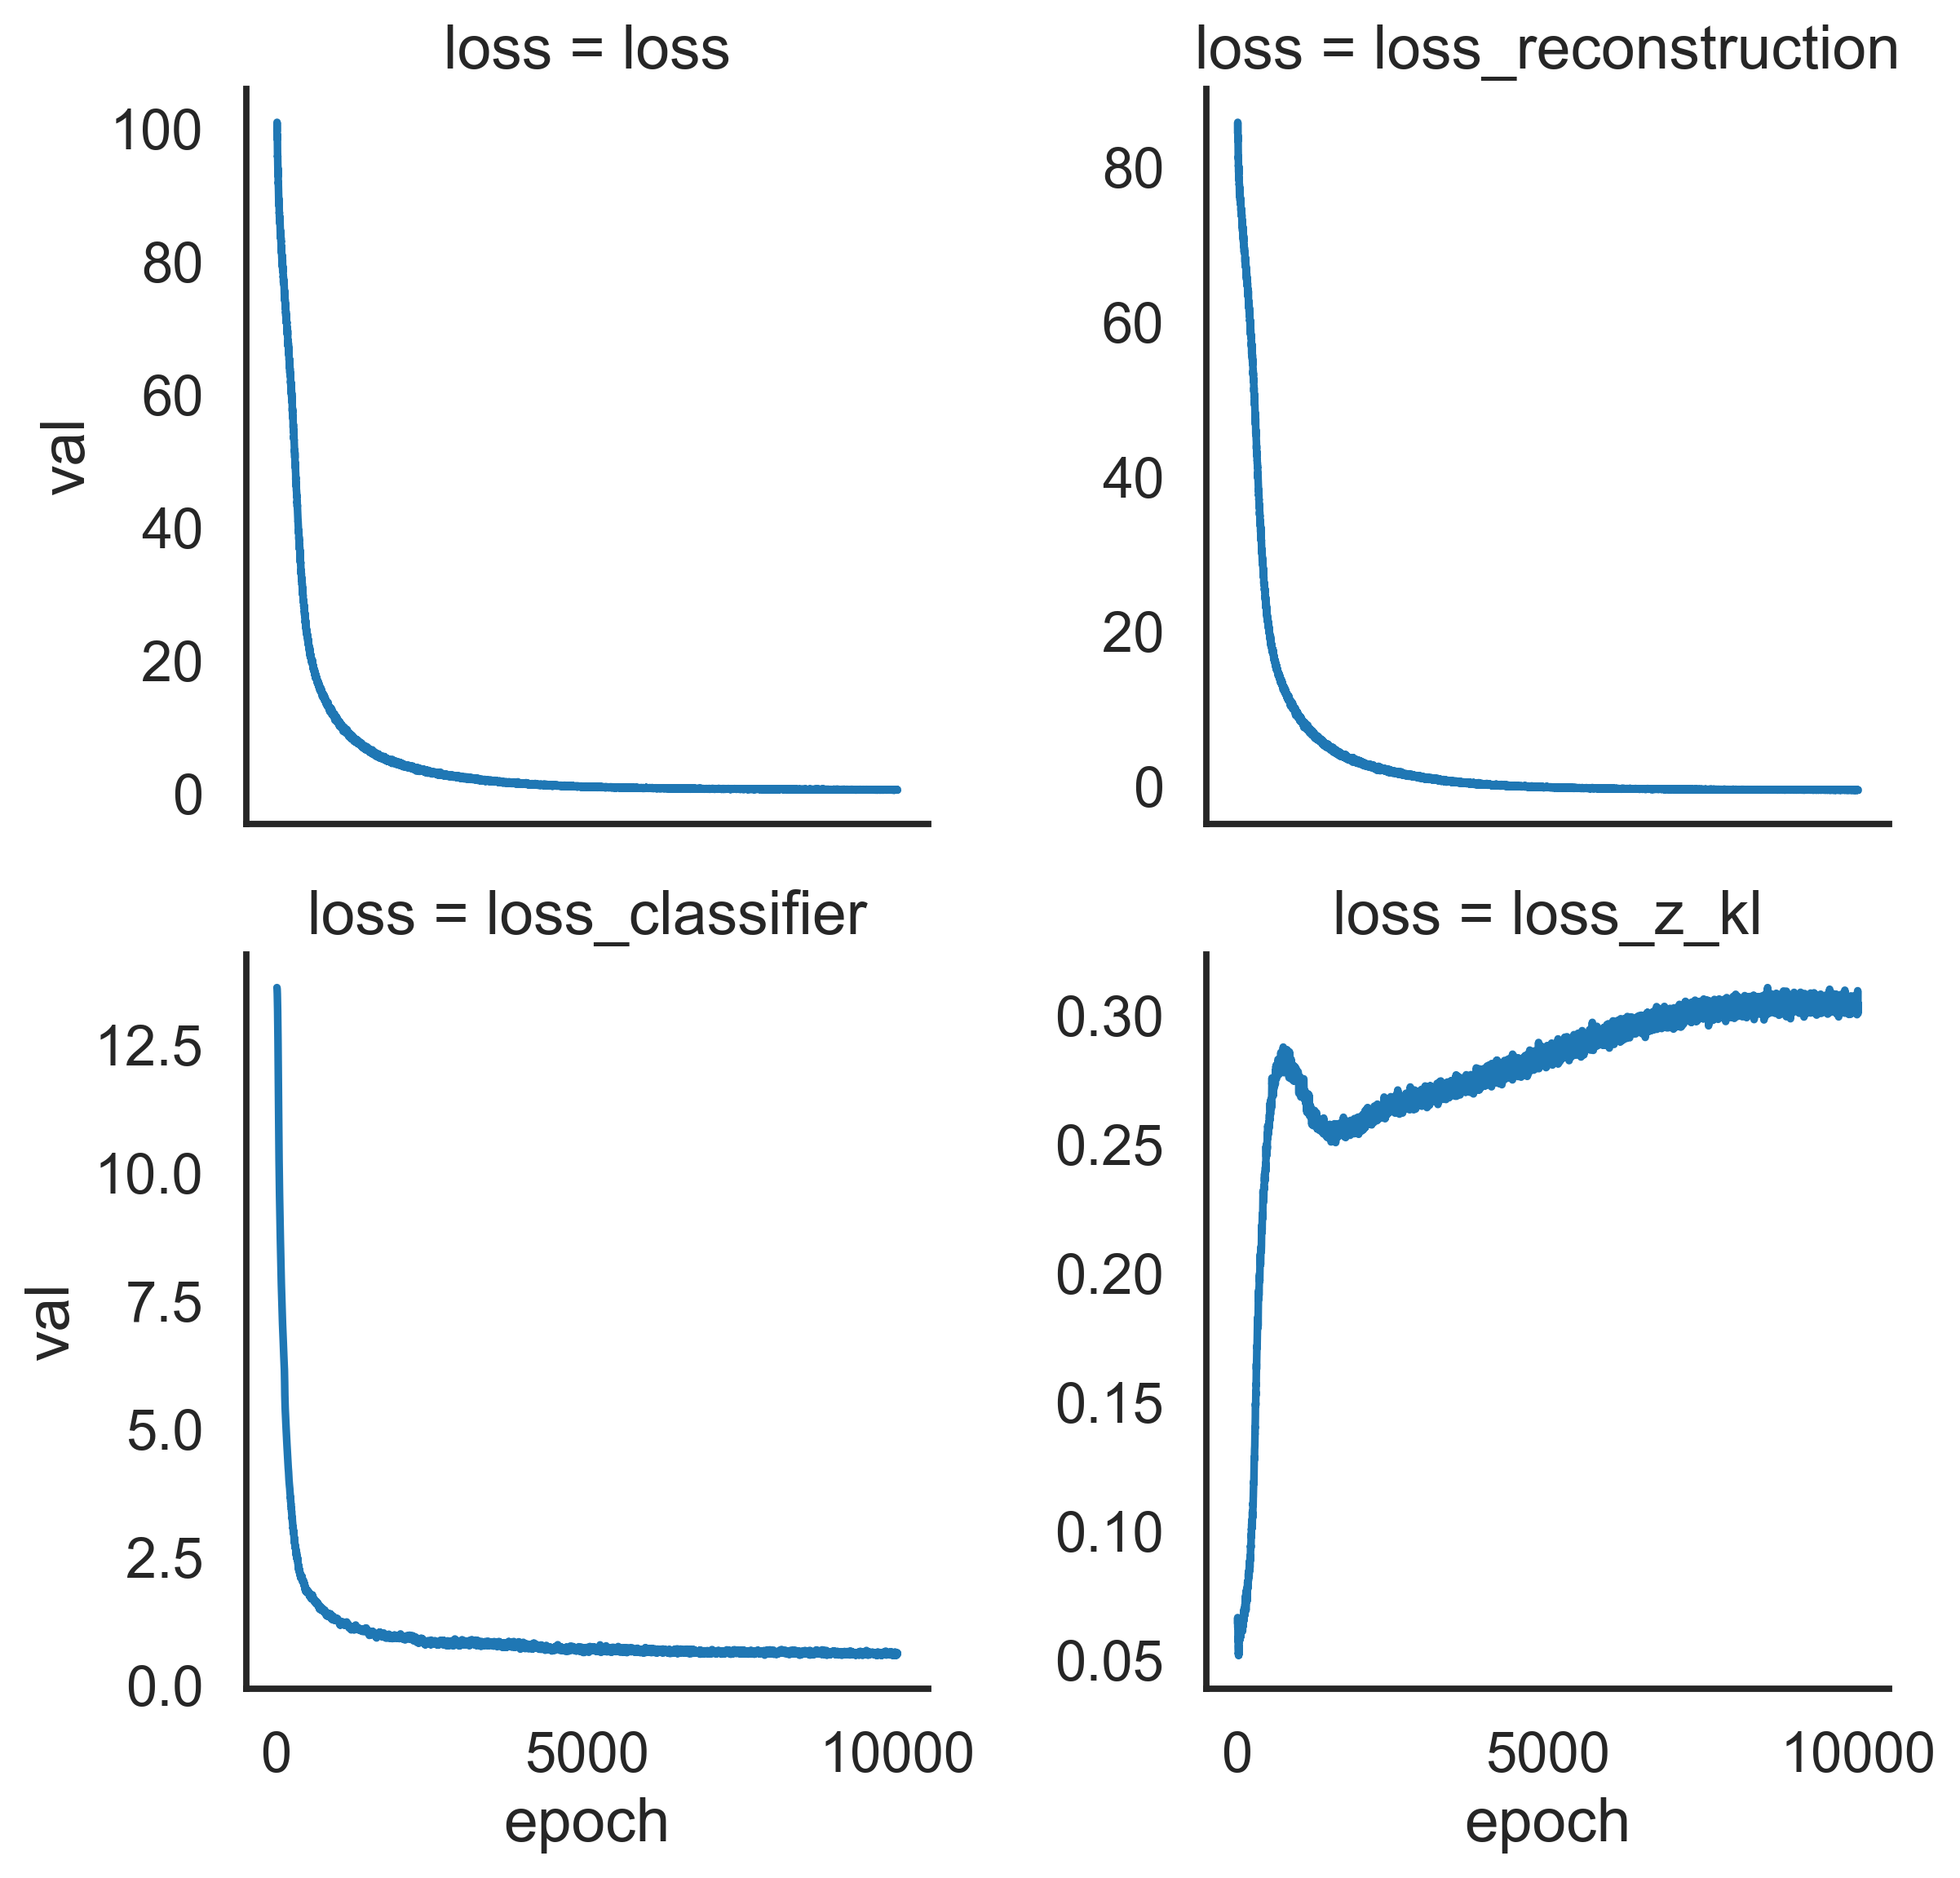 loss = loss
100
80
60
40
20
0
val
loss = loss_reconstruction
80
60
40
20
0
loss = loss_classifier
12.5
10.0
7.5
5.0
2.5
0.0
val
0 5000 10000
epoch
loss = loss_z_kl
0.30
0.25
0.20
0.15
0.10
0.05
0 5000 10000
epoch